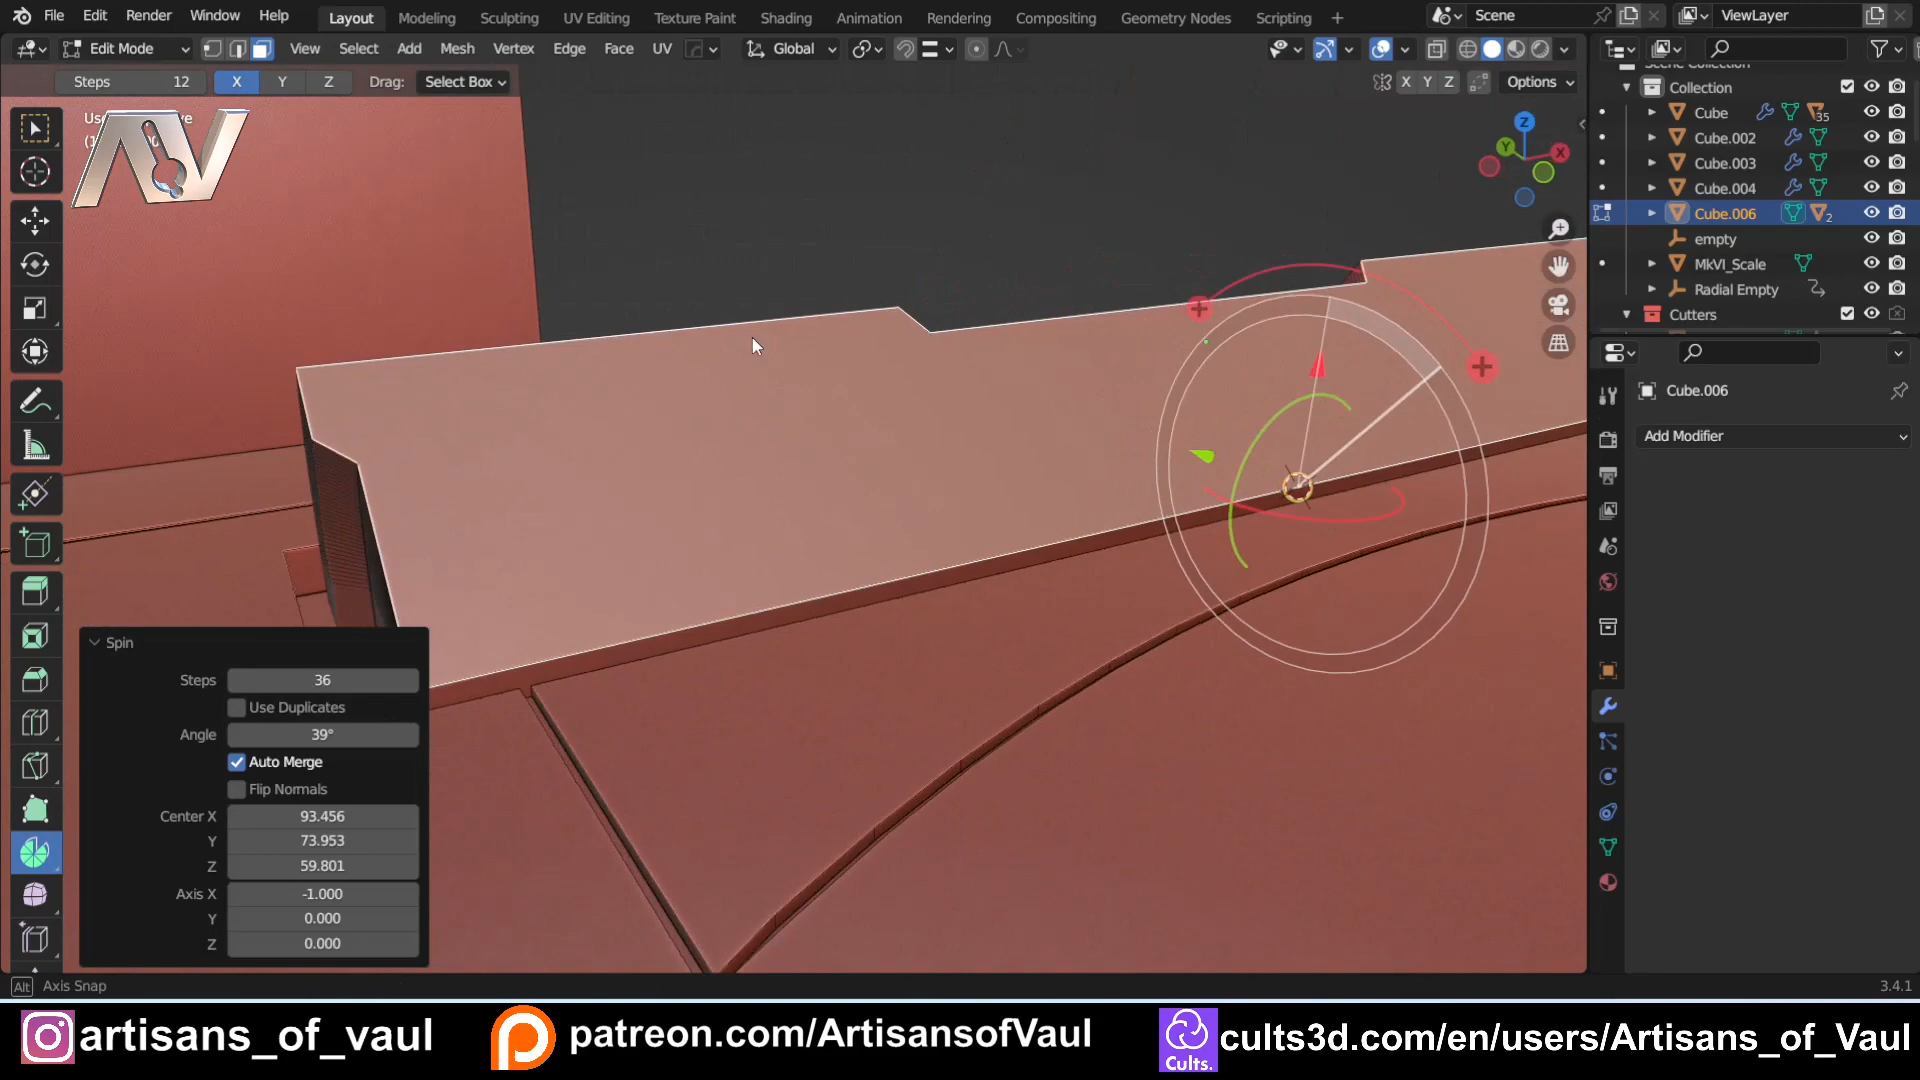 File Edit Render Window Help Layout Modeling Sculpting UV Editing Texture Paint Shading Animation Rendering Compositing Geometry Nodes Scripting + Scene ViewLayer
Edit Mode View Select Add Mesh Vertex Edge Face UV Global
Steps 12 X Y Z Drag: Select Box X Y Z Options
Collection
Cube 35
Cube.002
Cube.003
Cube.004
Cube.006 2
empty
MkVI_Scale
Radial Empty
Cutters
Z
Y X
Cube.006
Add Modifier
Spin
Steps 36
Use Duplicates
Angle 39°
Auto Merge
Flip Normals
Center X 93.456
Y 73.953
Z 59.801
Axis X -1.000
Y 0.000
Z 0.000
Alt Axis Snap 3.4.1
artisans_of_vaul patreon.com/ArtisansofVaul Cults. cults3d.com/en/users/Artisans_of_Vaul